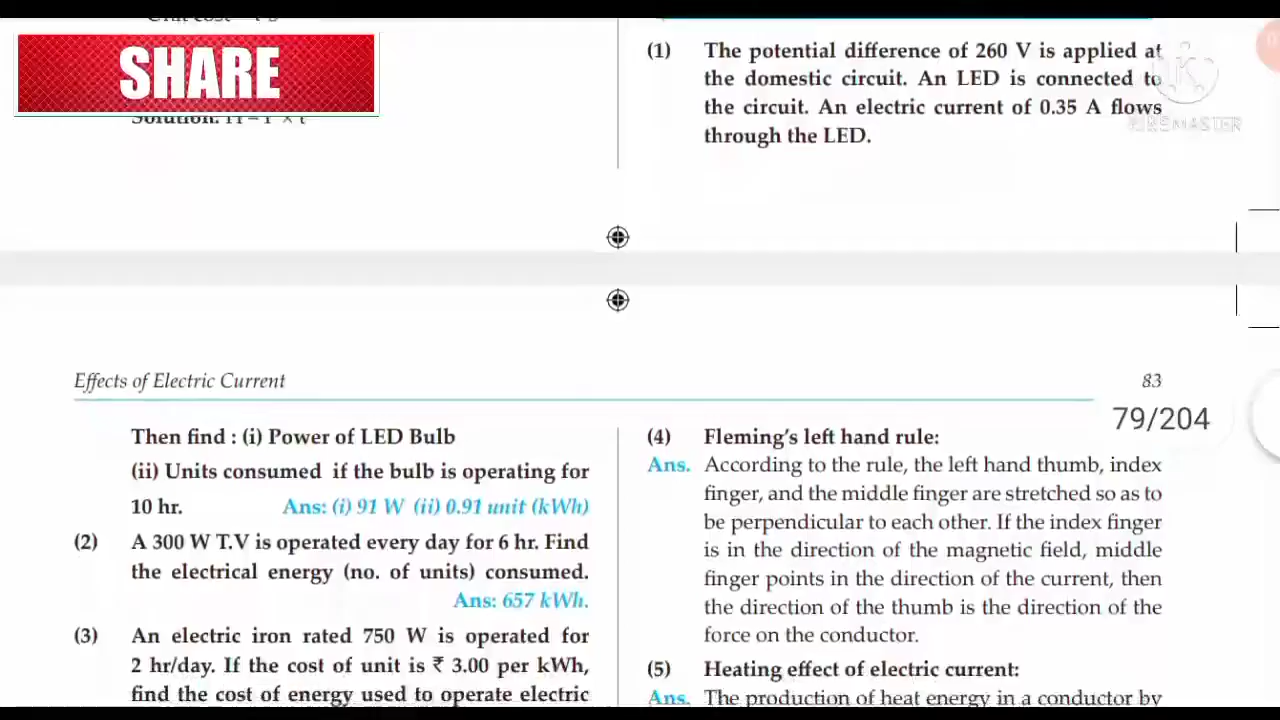 SHARE
(1) The potential difference of 260 V is applied at
the domestic circuit. An LED is connected to
the circuit. An electric current of 0.35 A flows
through the LED.
KINEMASTER
Effects of Electric Current
83
79/204
Then find : (i) Power of LED Bulb
(ii) Units consumed if the bulb is operating for
10 hr. Ans: (i) 91 W (ii) 0.91 unit (kWh)
(2) A 300 W T.V is operated every day for 6 hr. Find
the electrical energy (no. of units) consumed.
Ans: 657 kWh.
(3) An electric iron rated 750 W is operated for
2 hr/day. If the cost of unit is ₹ 3.00 per kWh,
find the cost of energy used to operate electric
(4) Fleming's left hand rule:
Ans. According to the rule, the left hand thumb, index
finger, and the middle finger are stretched so as to
be perpendicular to each other. If the index finger
is in the direction of the magnetic field, middle
finger points in the direction of the current, then
the direction of the thumb is the direction of the
force on the conductor.
(5) Heating effect of electric current:
Ans. The production of heat energy in a conductor by